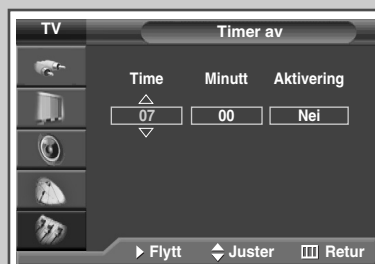 TV
Timer av
Time Minutt Aktivering
07 00 Nei
Flytt Juster Retur